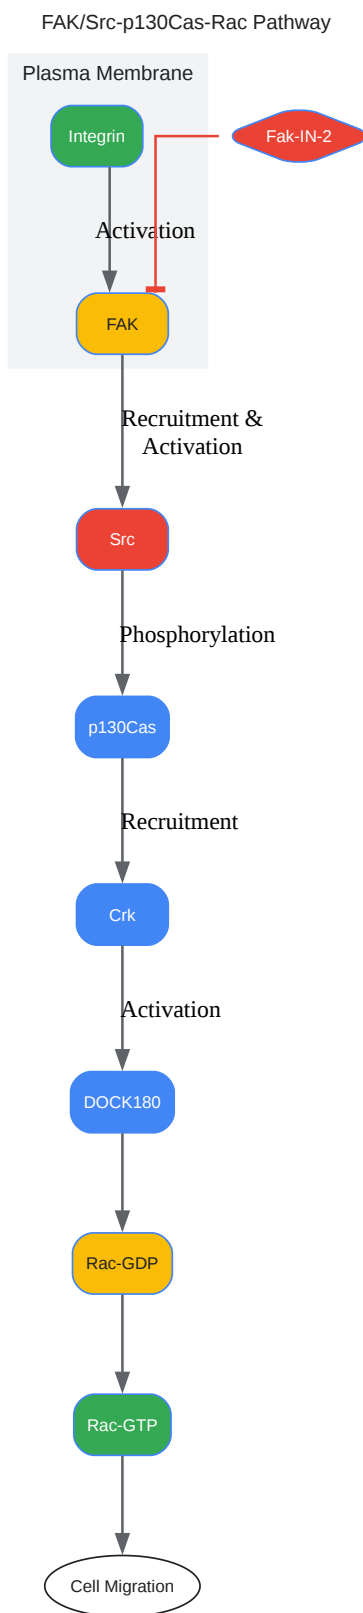 FAK/Src-p130Cas-Rac Pathway
Plasma Membrane
Integrin
Fak-IN-2
Activation
FAK
Recruitment &
Activation
Src
Phosphorylation
p130Cas
Recruitment
Crk
Activation
DOCK180
Rac-GDP
Rac-GTP
Cell Migration